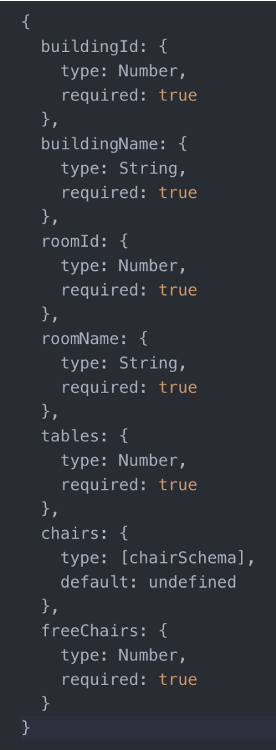 {
  buildingId: {
    type: Number,
    required: true
  },
  buildingName: {
    type: String,
    required: true
  },
  roomId: {
    type: Number,
    required: true
  },
  roomName: {
    type: String,
    required: true
  },
  tables: {
    type: Number,
    required: true
  },
  chairs: {
    type: [chairSchema],
    default: undefined
  },
  freeChairs: {
    type: Number,
    required: true
  }
}